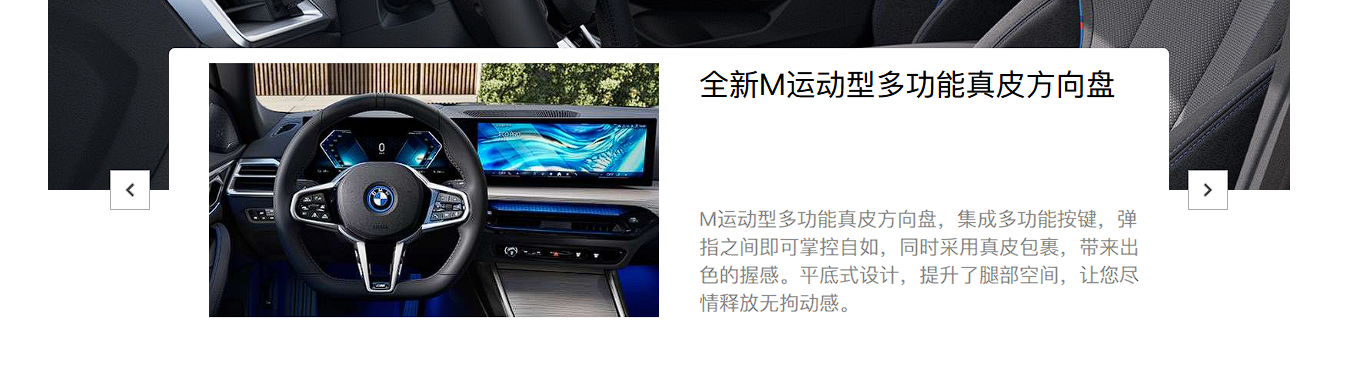 全新M运动型多功能真皮方向盘
M运动型多功能真皮方向盘，集成多功能按键，弹
指之间即可掌控自如，同时采用真皮包裹，带来出
色的握感。平底式设计，提升了腿部空间，让您尽
情释放无拘动感。
0
BMW